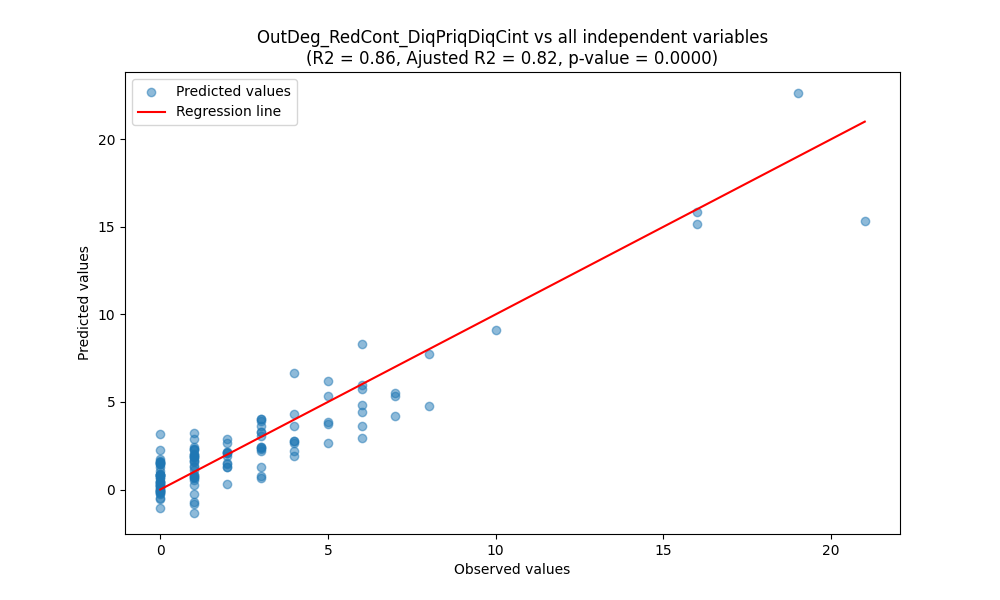 OutDeg_RedCont_DiqPriqDiqCint vs all independent variables
(R2 = 0.86, Ajusted R2 = 0.82, p-value = 0.0000)
Predicted values
Regression line
20
15
10
5
0
Predicted values
0 5 10 15 20
Observed values